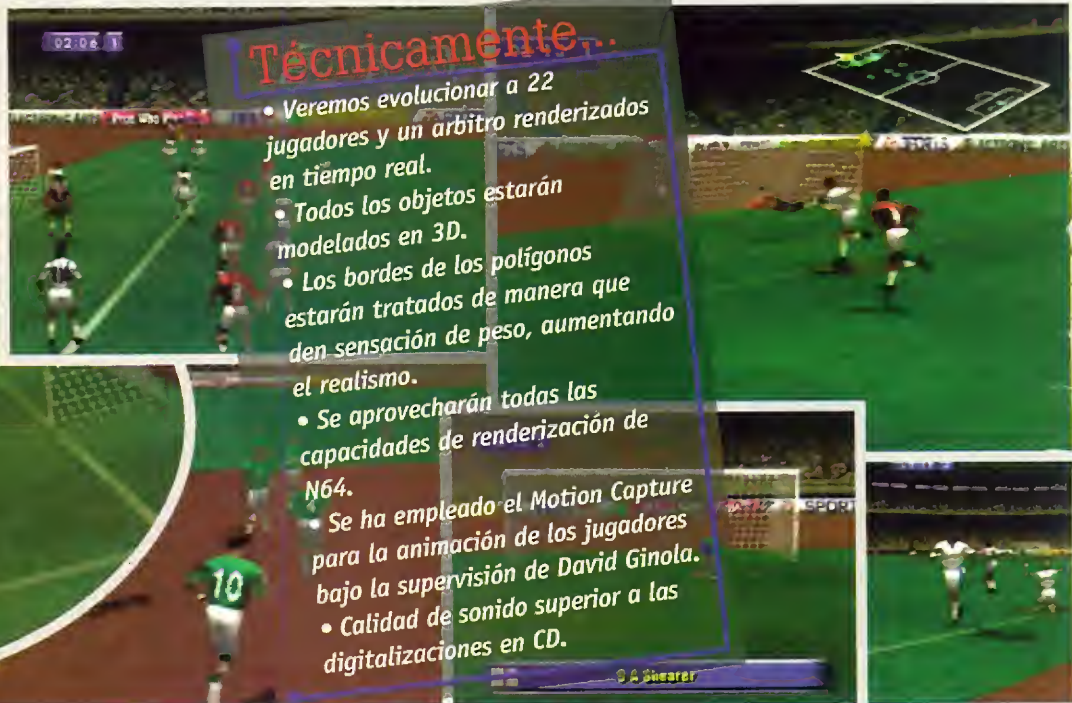 02:06 1
Técnicamente...
• Veremos evolucionar a 22
jugadores y un arbitro renderizados
en tiempo real.
• Todos los objetos estarán
modelados en 3D.
• Los bordes de los polígonos
estarán tratados de manera que
den sensación de peso, aumentando
el realismo.
• Se aprovecharán todas las
capacidades de renderización de
N64.
• Se ha empleado el Motion Capture
para la animación de los jugadores
bajo la supervisión de David Ginola.
• Calidad de sonido superior a las
digitalizaciones en CD.
10
SPORT
9 A Shearer